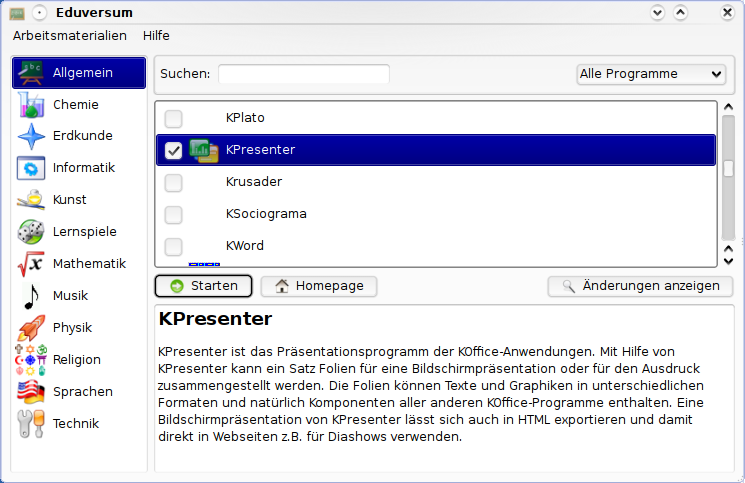 Eduversum
Arbeitsmaterialien Hilfe
Allgemein
Chemie
Erdkunde
Informatik
Kunst
Lernspiele
Mathematik
Musik
Physik
Religion
Sprachen
Technik
Suchen: Alle Programme
KPlato
KPresenter
Krusader
KSociograma
KWord
Starten Homepage Änderungen anzeigen
KPresenter
KPresenter ist das Präsentationsprogramm der KOffice-Anwendungen. Mit Hilfe von
KPresenter kann ein Satz Folien für eine Bildschirmpräsentation oder für den Ausdruck
zusammengestellt werden. Die Folien können Texte und Graphiken in unterschiedlichen
Formaten und natürlich Komponenten aller anderen KOffice-Programme enthalten. Eine
Bildschirmpräsentation von KPresenter lässt sich auch in HTML exportieren und damit
direkt in Webseiten z.B. für Diashows verwenden.